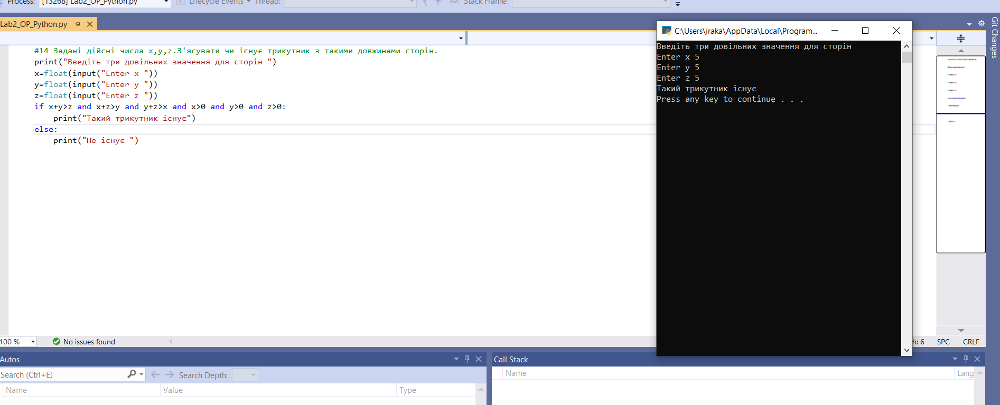 Process: [13268] Lab2_OP_Python.py Lifecycle Events Thread: Stack Frame:
Lab2_OP_Python.py
Git Changes
#14 Задані дійсні числа x,y,z.З'ясувати чи існує трикутник з такими довжинами сторін.
print("Введіть три довільних значення для сторін ")
x=float(input("Enter x "))
y=float(input("Enter y "))
z=float(input("Enter z "))
if x+y>z and x+z>y and y+z>x and x>0 and y>0 and z>0:
    print("Такий трикутник існує")
else:
    print("Не існує ")
C:\Users\iraka\AppData\Local\Program...
Введіть три довільних значення для сторін
Enter x 5
Enter y 5
Enter z 5
Такий трикутник існує
Press any key to continue . . .
100 % No issues found h: 6 SPC CRLF
Autos
Search (Ctrl+E) Search Depth:
Name Value Type
Call Stack
Name Lang